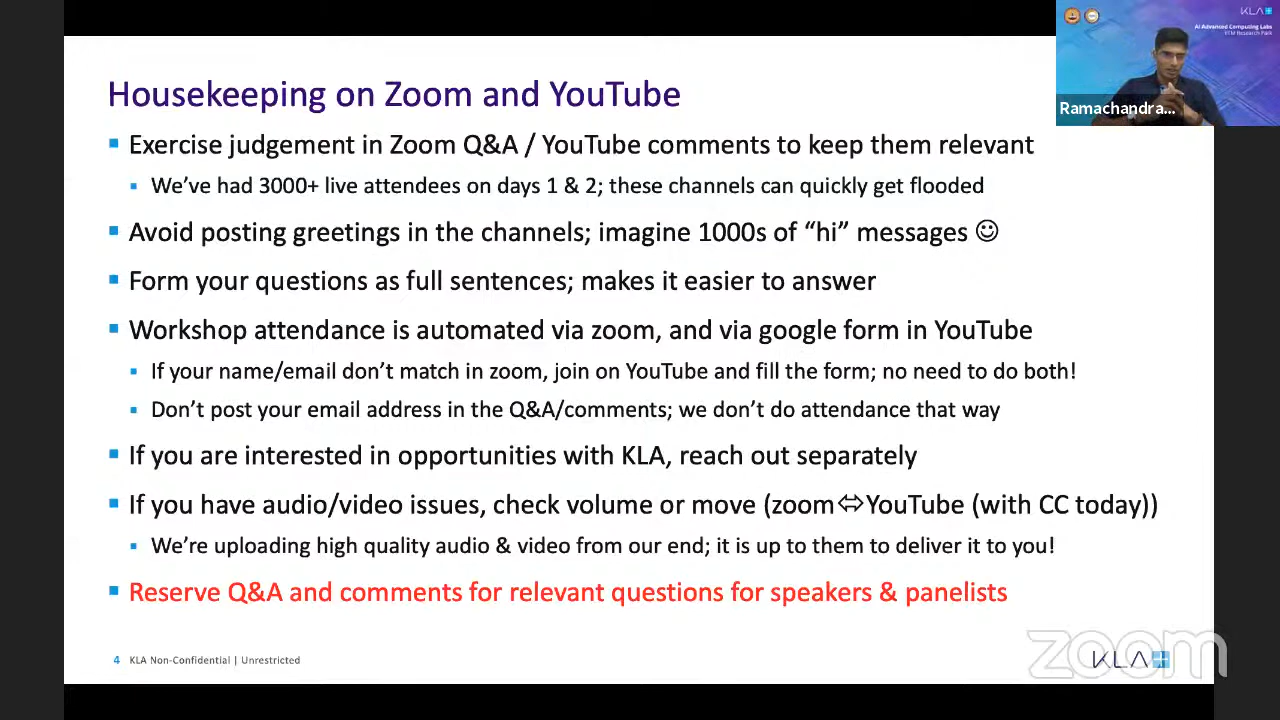 KLA
AI Advanced Computing Labs
IITM Research Park
Ramachandra...
Housekeeping on Zoom and YouTube
Exercise judgement in Zoom Q&A / YouTube comments to keep them relevant
We’ve had 3000+ live attendees on days 1 & 2; these channels can quickly get flooded
Avoid posting greetings in the channels; imagine 1000s of “hi” messages ☺
Form your questions as full sentences; makes it easier to answer
Workshop attendance is automated via zoom, and via google form in YouTube
If your name/email don’t match in zoom, join on YouTube and fill the form; no need to do both!
Don’t post your email address in the Q&A/comments; we don’t do attendance that way
If you are interested in opportunities with KLA, reach out separately
If you have audio/video issues, check volume or move (zoom⇔YouTube (with CC today))
We’re uploading high quality audio & video from our end; it is up to them to deliver it to you!
Reserve Q&A and comments for relevant questions for speakers & panelists
4 KLA Non-Confidential | Unrestricted
zoom
KLA